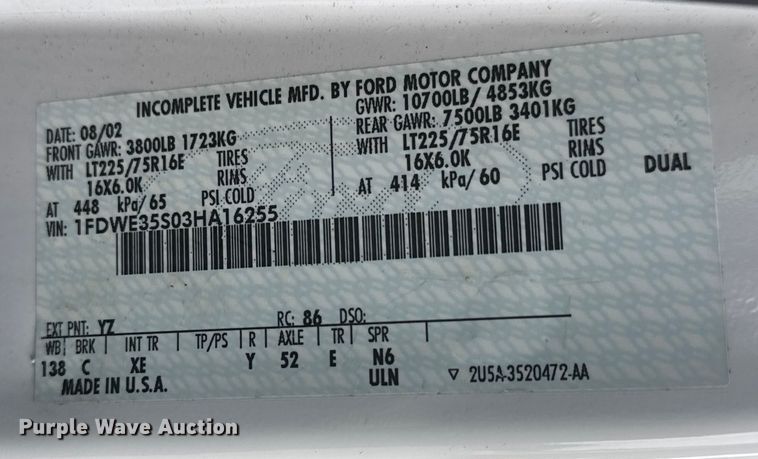 INCOMPLETE VEHICLE MFD. BY FORD MOTOR COMPANY
DATE: 08/02 GVWR: 10700LB/ 4853KG
FRONT GAWR: 3800LB 1723KG REAR GAWR: 7500LB 3401KG
WITH LT225/75R16E TIRES WITH LT225/75R16E TIRES
16X6.0K RIMS 16X6.0K RIMS
AT 448 kPa/65 PSI COLD AT 414 kPa/60 PSI COLD DUAL
VIN: 1FDWE35S03HA16255
EXT PNT: YZ RC: 86 DSO:
WB BRK INT TR TP/PS R AXLE TR SPR
138 C XE Y 52 E N6
MADE IN U.S.A. ULN ▽ 2U5A-3520472-AA
Purple Wave Auction